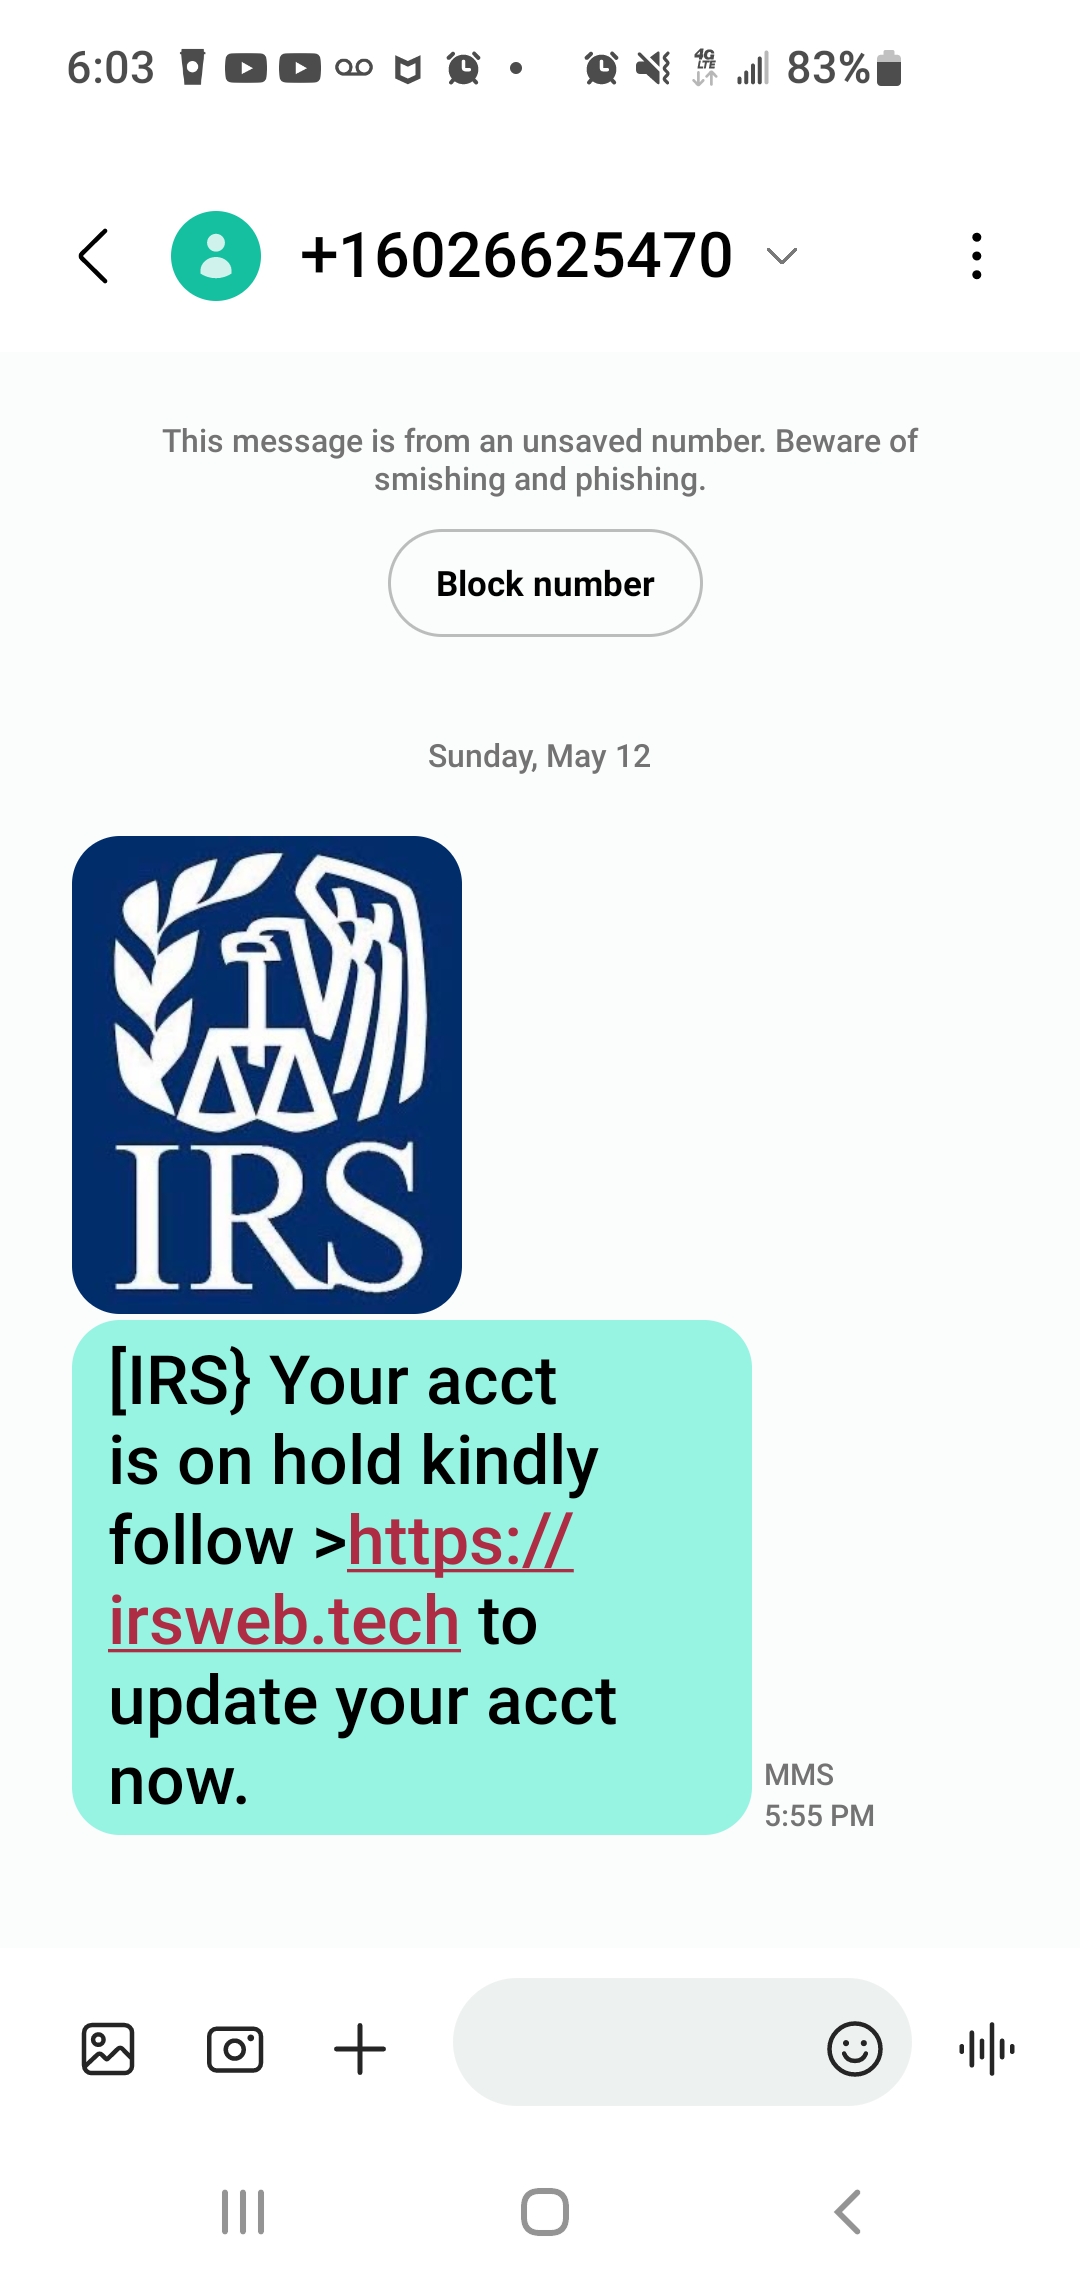 6:03 4G LTE 83%
+16026625470
This message is from an unsaved number. Beware of
smishing and phishing.
Block number
Sunday, May 12
IRS
[IRS} Your acct
is on hold kindly
follow >https://
irsweb.tech to
update your acct
now.
MMS
5:55 PM